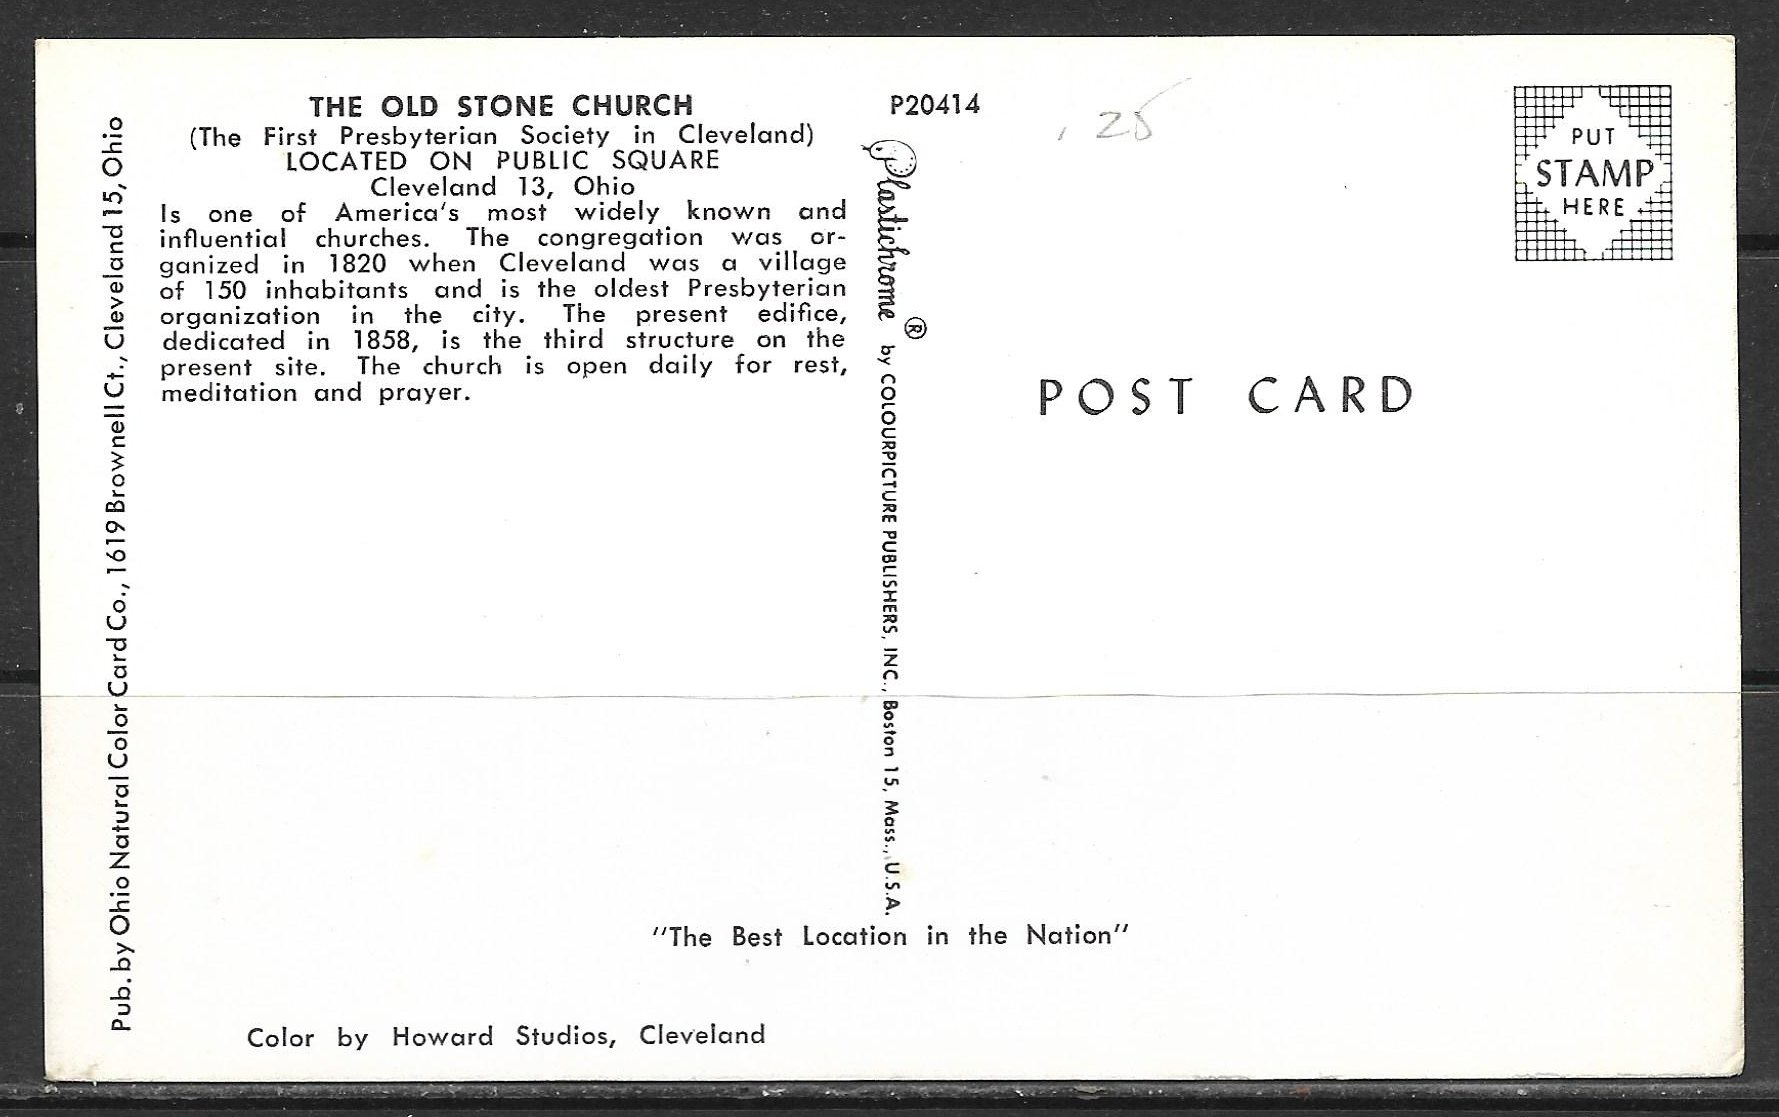 THE OLD STONE CHURCH
(The First Presbyterian Society in Cleveland)
LOCATED ON PUBLIC SQUARE
Cleveland 13, Ohio
Is one of America's most widely known and
influential churches. The congregation was or-
ganized in 1820 when Cleveland was a village
of 150 inhabitants and is the oldest Presbyterian
organization in the city. The present edifice,
dedicated in 1858, is the third structure on the
present site. The church is open daily for rest,
meditation and prayer.
Pub. by Ohio Natural Color Card Co., 1619 Brownell Ct., Cleveland 15, Ohio
P20414
.25
Plastichrome ® by COLOURPICTURE PUBLISHERS, INC., Boston 15, Mass., U.S.A.
PUT
STAMP
HERE
POST CARD
"The Best Location in the Nation"
Color by Howard Studios, Cleveland